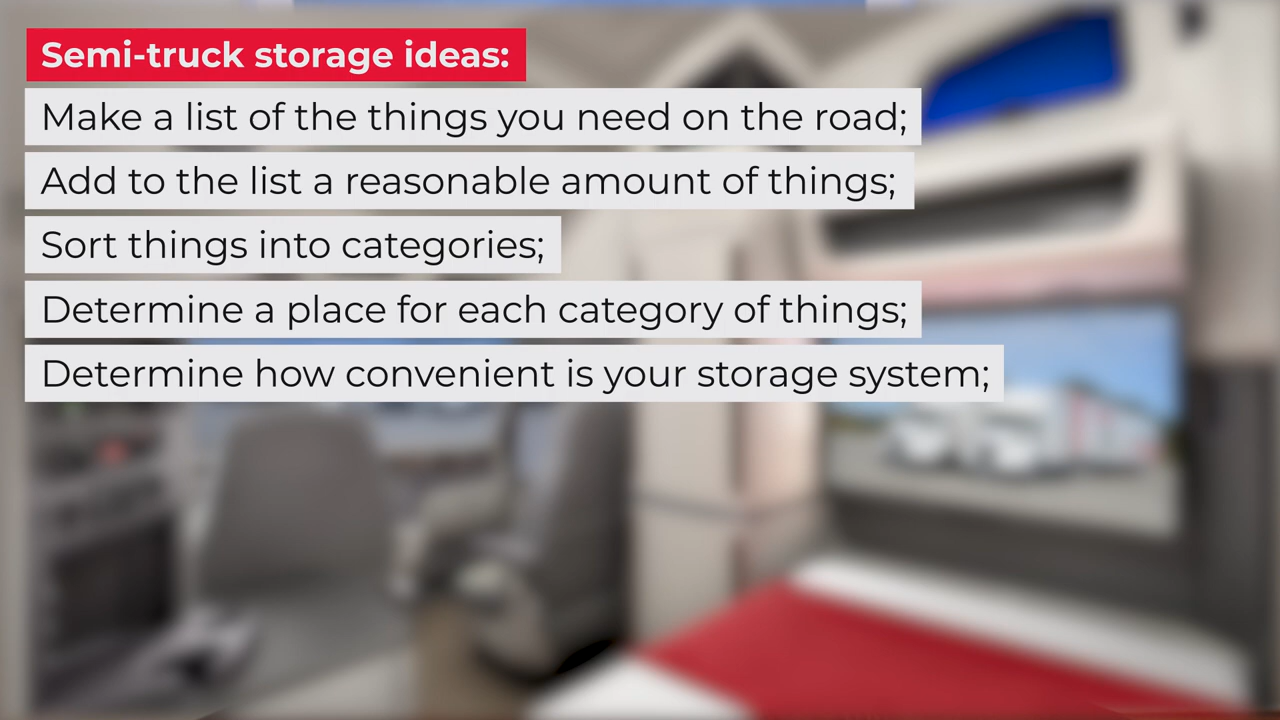 Semi-truck storage ideas:
Make a list of the things you need on the road;
Add to the list a reasonable amount of things;
Sort things into categories;
Determine a place for each category of things;
Determine how convenient is your storage system;